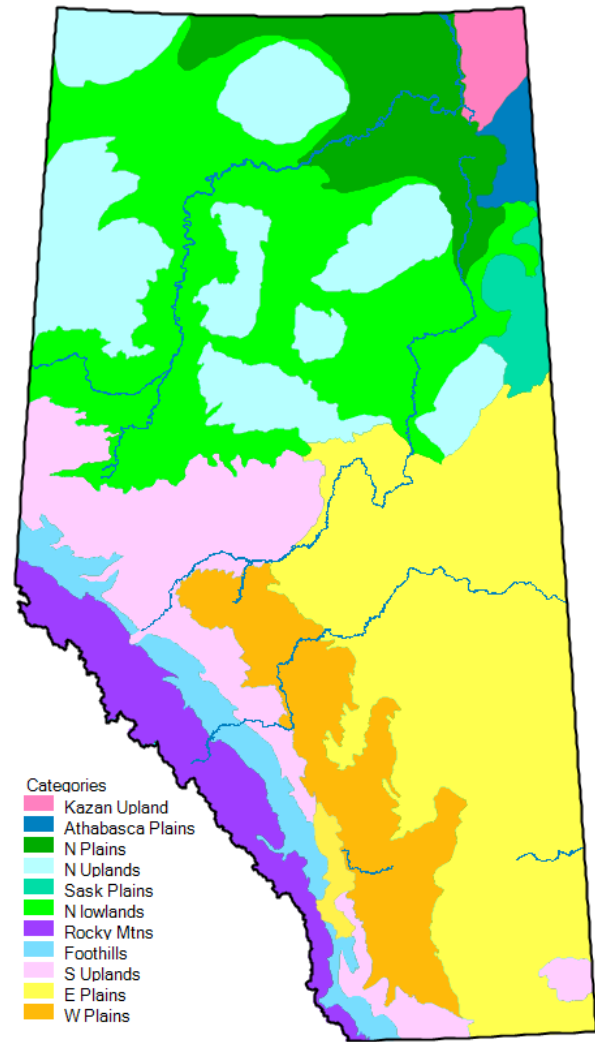 Categories
Kazan Upland
Athabasca Plains
N Plains
N Uplands
Sask Plains
N lowlands
Rocky Mtns
Foothills
S Uplands
E Plains
W Plains